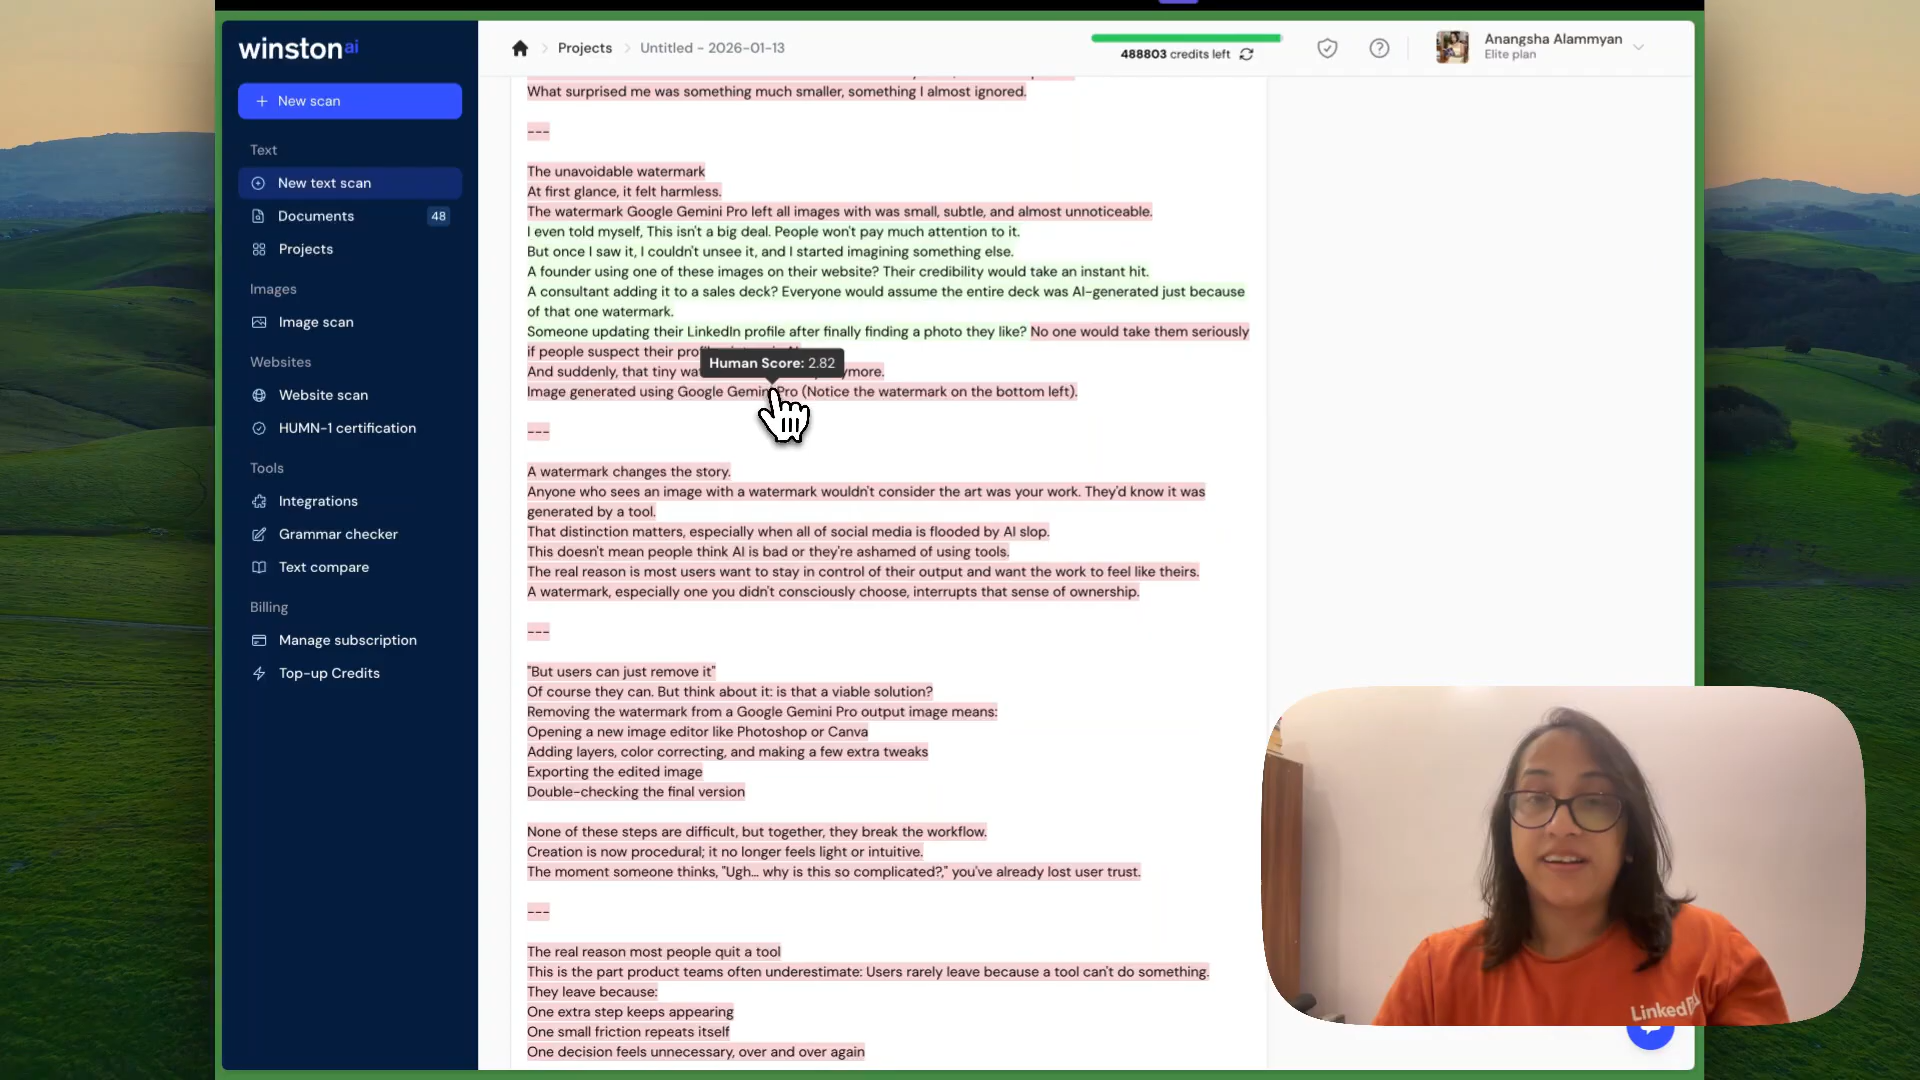 winston ai
Projects
Untitled - 2026-01-13
488803 credits left
Anangsha Alammyan
Elite plan
New scan
Text
New text scan
Documents
48
Projects
Images
Image scan
Websites
Website scan
HUMN-1 certification
Tools
Integrations
Grammar checker
Text compare
Billing
Manage subscription
Top-up Credits
What surprised me was something much smaller, something I almost ignored.
---
The unavoidable watermark
At first glance, it felt harmless.
The watermark Google Gemini Pro left all images with was small, subtle, and almost unnoticeable.
I even told myself, This isn't a big deal. People won't pay much attention to it.
But once I saw it, I couldn't unsee it, and I started imagining something else.
A founder using one of these images on their website? Their credibility would take an instant hit.
A consultant adding it to a sales deck? Everyone would assume the entire deck was AI-generated just because
of that one watermark.
Someone updating their LinkedIn profile after finally finding a photo they like? No one would take them seriously
if people suspect their
Human Score: 2.82
And suddenly, that tiny
Image generated using Google Gemini Pro (Notice the watermark on the bottom left).
---
A watermark changes the story.
Anyone who sees an image with a watermark wouldn't consider the art was your work. They'd know it was
generated by a tool.
That distinction matters, especially when all of social media is flooded by AI slop.
This doesn't mean people think AI is bad or they're ashamed of using tools.
The real reason is most users want to stay in control of their output and want the work to feel like theirs.
A watermark, especially one you didn't consciously choose, interrupts that sense of ownership.
---
"But users can just remove it"
Of course they can. But think about it: is that a viable solution?
Removing the watermark from a Google Gemini Pro output image means:
Opening a new image editor like Photoshop or Canva
Adding layers, color correcting, and making a few extra tweaks
Exporting the edited image
Double-checking the final version
None of these steps are difficult, but together, they break the workflow.
Creation is now procedural; it no longer feels light or intuitive.
The moment someone thinks, "Ugh... why is this so complicated?," you've already lost user trust.
---
The real reason most people quit a tool
This is the part product teams often underestimate: Users rarely leave because a tool can't do something.
They leave because:
One extra step keeps appearing
One small friction repeats itself
One decision feels unnecessary, over and over again
Linked